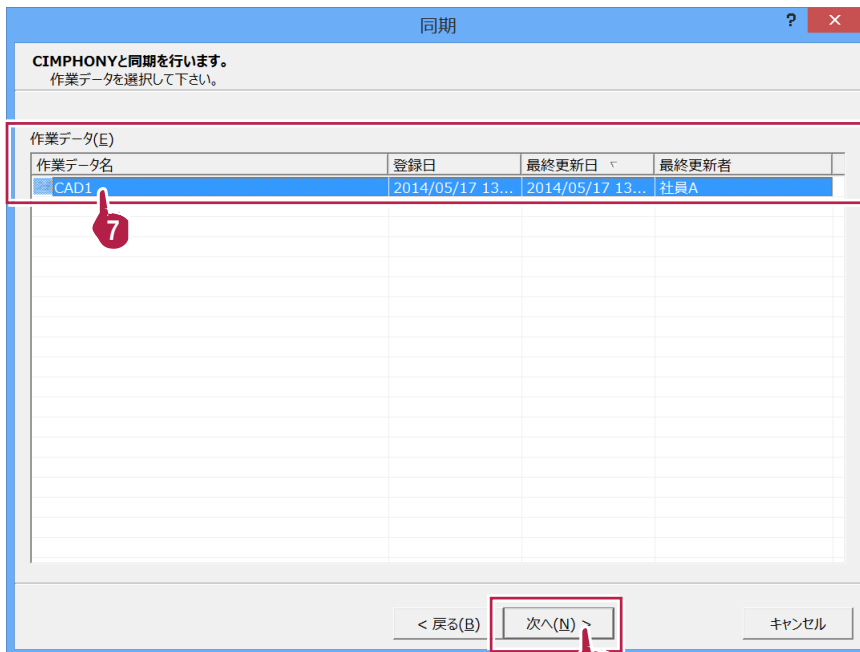 同期
?
CIMPHONYと同期を行います。
作業データを選択して下さい。
作業データ(E)
作業データ名 登録日 最終更新日 最終更新者
CAD1 2014/05/17 13... 2014/05/17 13... 社員A
7
< 戻る(B) 次へ(N) > キャンセル